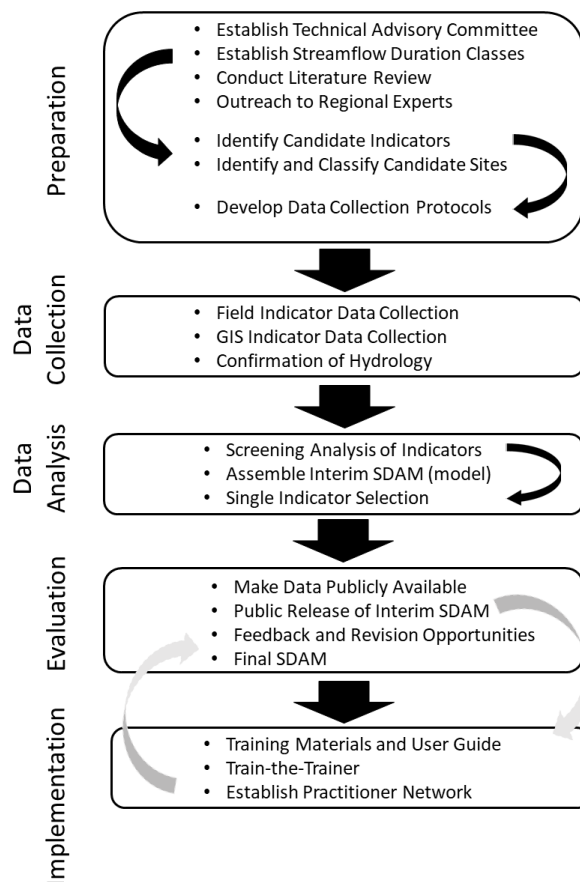 Preparation
• Establish Technical Advisory Committee
• Establish Streamflow Duration Classes
• Conduct Literature Review
• Outreach to Regional Experts
• Identify Candidate Indicators
• Identify and Classify Candidate Sites
• Develop Data Collection Protocols
Data
Collection
• Field Indicator Data Collection
• GIS Indicator Data Collection
• Confirmation of Hydrology
Data
Analysis
• Screening Analysis of Indicators
• Assemble Interim SDAM (model)
• Single Indicator Selection
Evaluation
• Make Data Publicly Available
• Public Release of Interim SDAM
• Feedback and Revision Opportunities
• Final SDAM
Implementation
• Training Materials and User Guide
• Train-the-Trainer
• Establish Practitioner Network